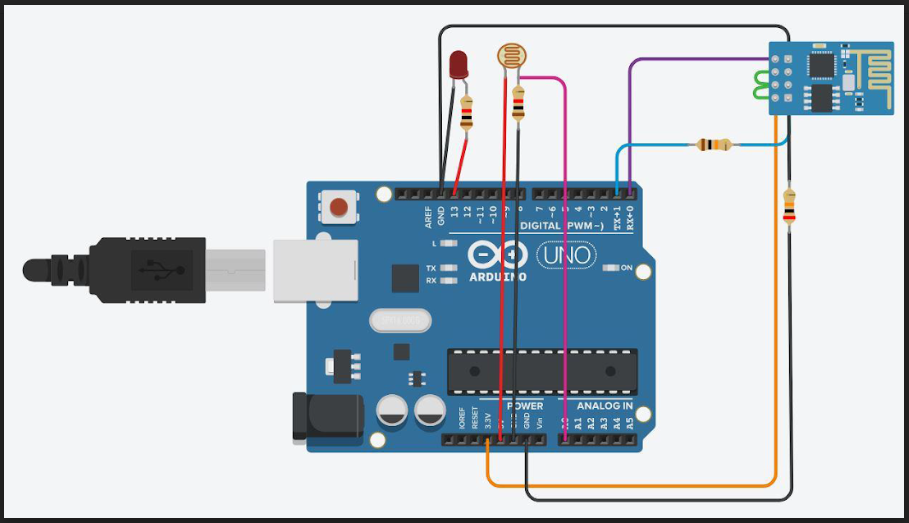 AREF
GND
13
12
~11
~10
~9
8
7
~6
5
4
~3
2
TX→1
RX←0
DIGITAL (PWM~)
L
TX
RX
ARDUINO
UNO
ON
IOREF
RESET
3.3V
5V
GND
Vin
POWER
ANALOG IN
A0
A1
A2
A3
A4
A5